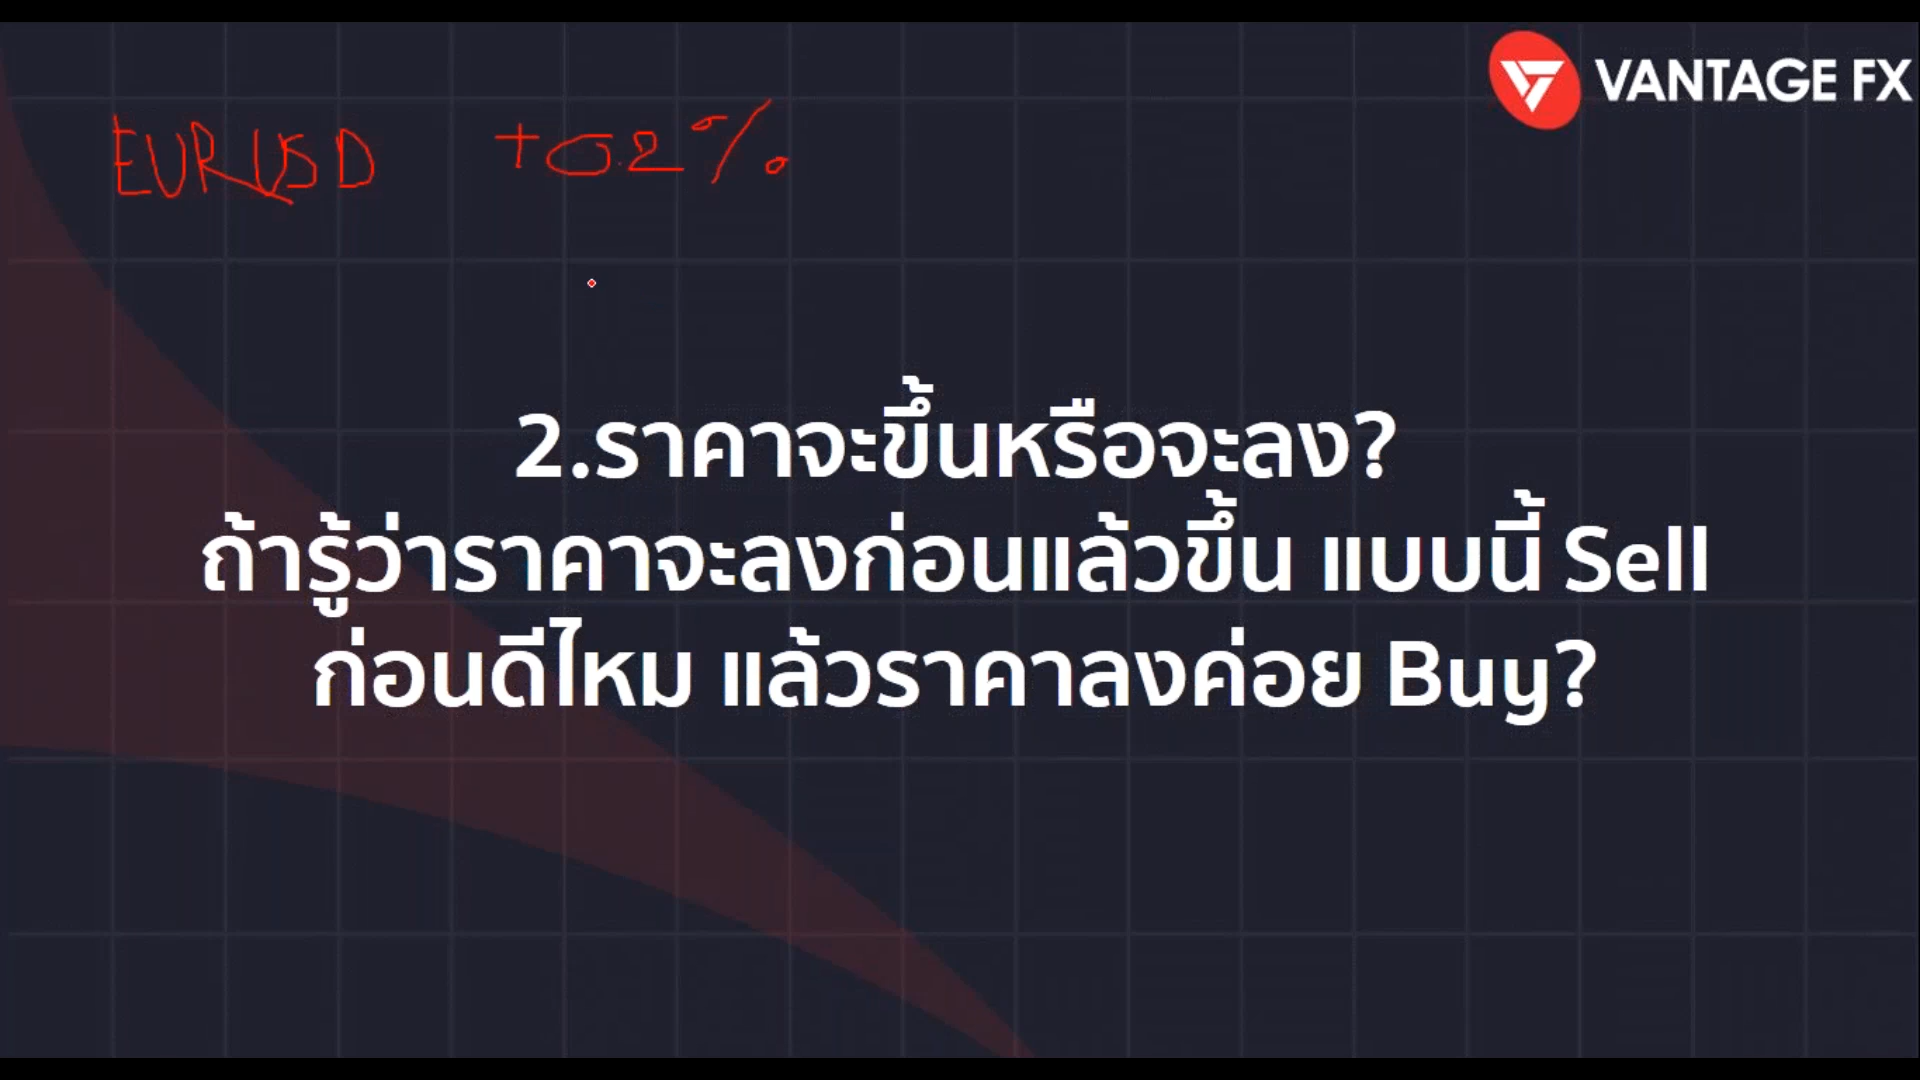 VANTAGE FX
EURUSD +0.2%
2.ราคาจะขึ้นหรือจะลง?
ถ้ารู้ว่าราคาจะลงก่อนแล้วขึ้น แบบนี้ Sell
ก่อนดีไหม แล้วราคาลงค่อย Buy?